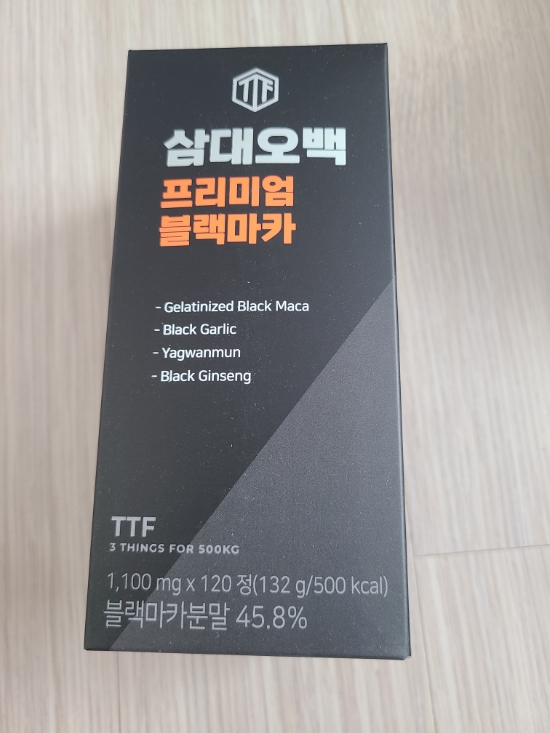 TTF
삼대오백
프리미엄
블랙마카
- Gelatinized Black Maca
- Black Garlic
- Yagwanmun
- Black Ginseng
TTF
3 THINGS FOR 500KG
1,100 mg x 120 정(132 g/500 kcal)
블랙마카분말 45.8%